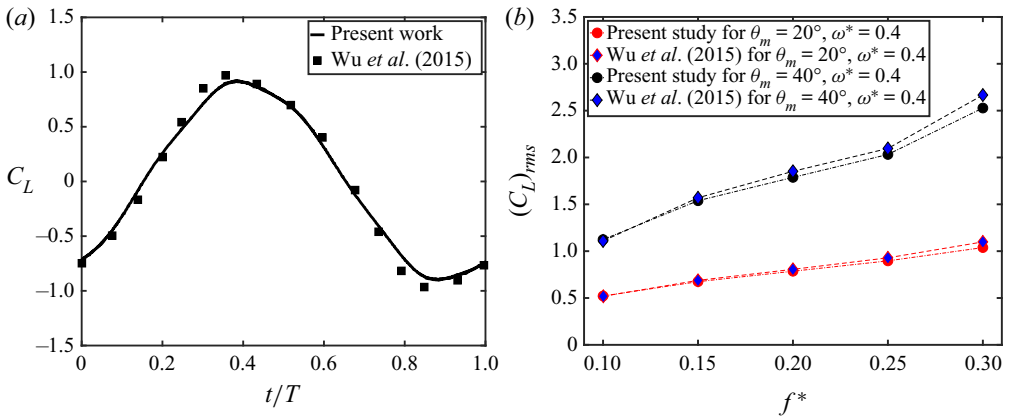 (a)
Present work
Wu et al. (2015)
1.5
1.0
0.5
0
–0.5
–1.0
–1.5
C_L
0
0.2
0.4
0.6
0.8
1.0
t/T
(b)
Present study for θ_m = 20°, ω* = 0.4
Wu et al. (2015) for θ_m = 20°, ω* = 0.4
Present study for θ_m = 40°, ω* = 0.4
Wu et al. (2015) for θ_m = 40°, ω* = 0.4
3.5
3.0
2.5
2.0
1.5
1.0
0.5
0
(C_L)_rms
0.10
0.15
0.20
0.25
0.30
f*